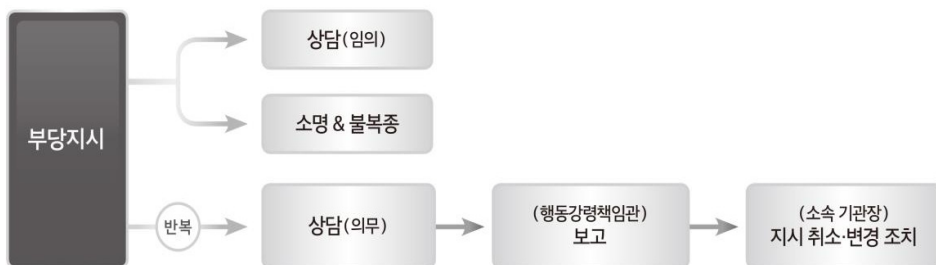 부당지시
상담(임의)
소명 & 불복종
반복
상담(의무)
(행동강령책임관)
보고
(소속 기관장)
지시 취소·변경 조치